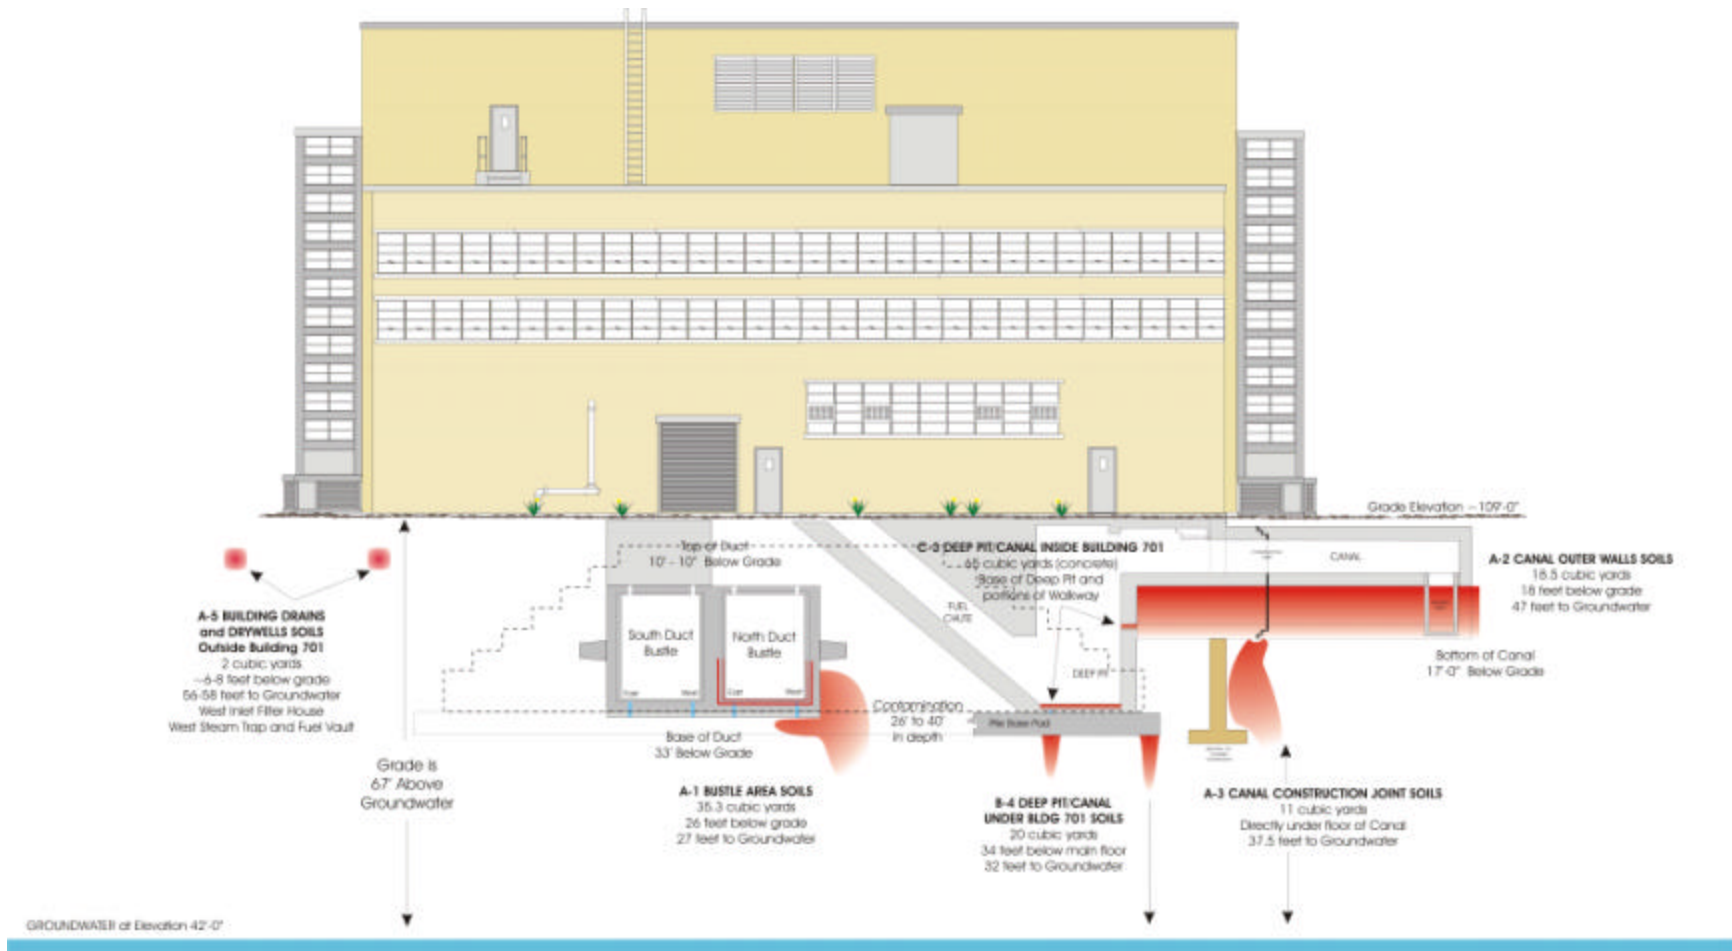 Grade Elevation ~109'-0"
Top of Duct
10' - 10" Below Grade
C-3 DEEP PIT/CANAL INSIDE BUILDING 701
65 cubic yards (concrete)
Base of Deep Pit and
portions of Walkway
CANAL
A-2 CANAL OUTER WALLS SOILS
18.5 cubic yards
18 feet below grade
47 feet to Groundwater
A-5 BUILDING DRAINS
and DRYWELLS SOILS
Outside Building 701
2 cubic yards
~6-8 feet below grade
56-58 feet to Groundwater
West Inlet Filter House
West Steam Trap and Fuel Vault
South Duct
Bustle
North Duct
Bustle
East
West
East
West
FUEL
CHUTE
DEEP PIT
Bottom of Canal
17'-0" Below Grade
Contamination
26' to 40'
in depth
Pile Base Pad
Base of Duct
33' Below Grade
Grade is
67' Above
Groundwater
A-1 BUSTLE AREA SOILS
35.3 cubic yards
26 feet below grade
27 feet to Groundwater
B-4 DEEP PIT/CANAL
UNDER BLDG 701 SOILS
20 cubic yards
34 feet below main floor
32 feet to Groundwater
A-3 CANAL CONSTRUCTION JOINT SOILS
11 cubic yards
Directly under floor of Canal
37.5 feet to Groundwater
GROUNDWATER at Elevation 42'-0"